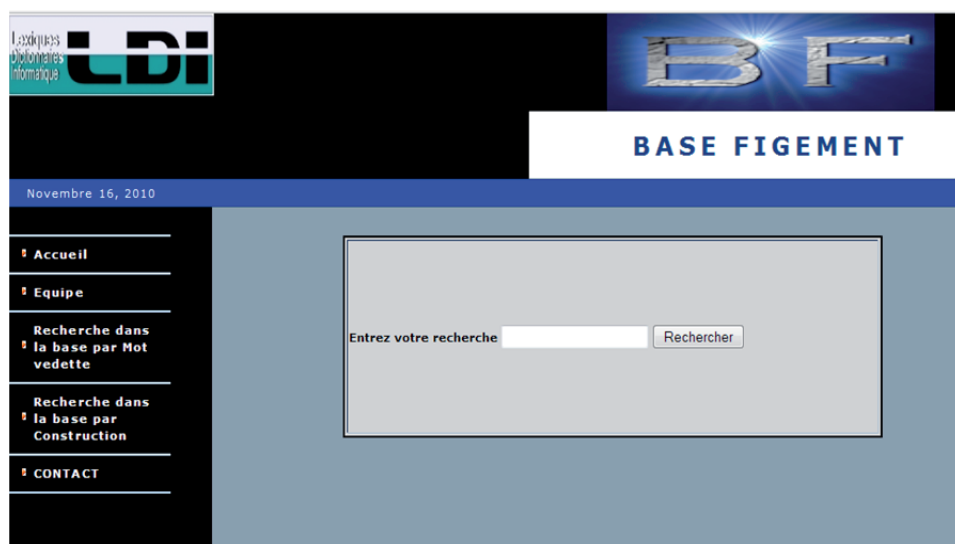 Lexiques
Dictionnaires
Informatique
LDI
BF
BASE FIGEMENT
Novembre 16, 2010
Accueil
Equipe
Recherche dans
la base par Mot
vedette
Recherche dans
la base par
Construction
CONTACT
Entrez votre recherche
Rechercher